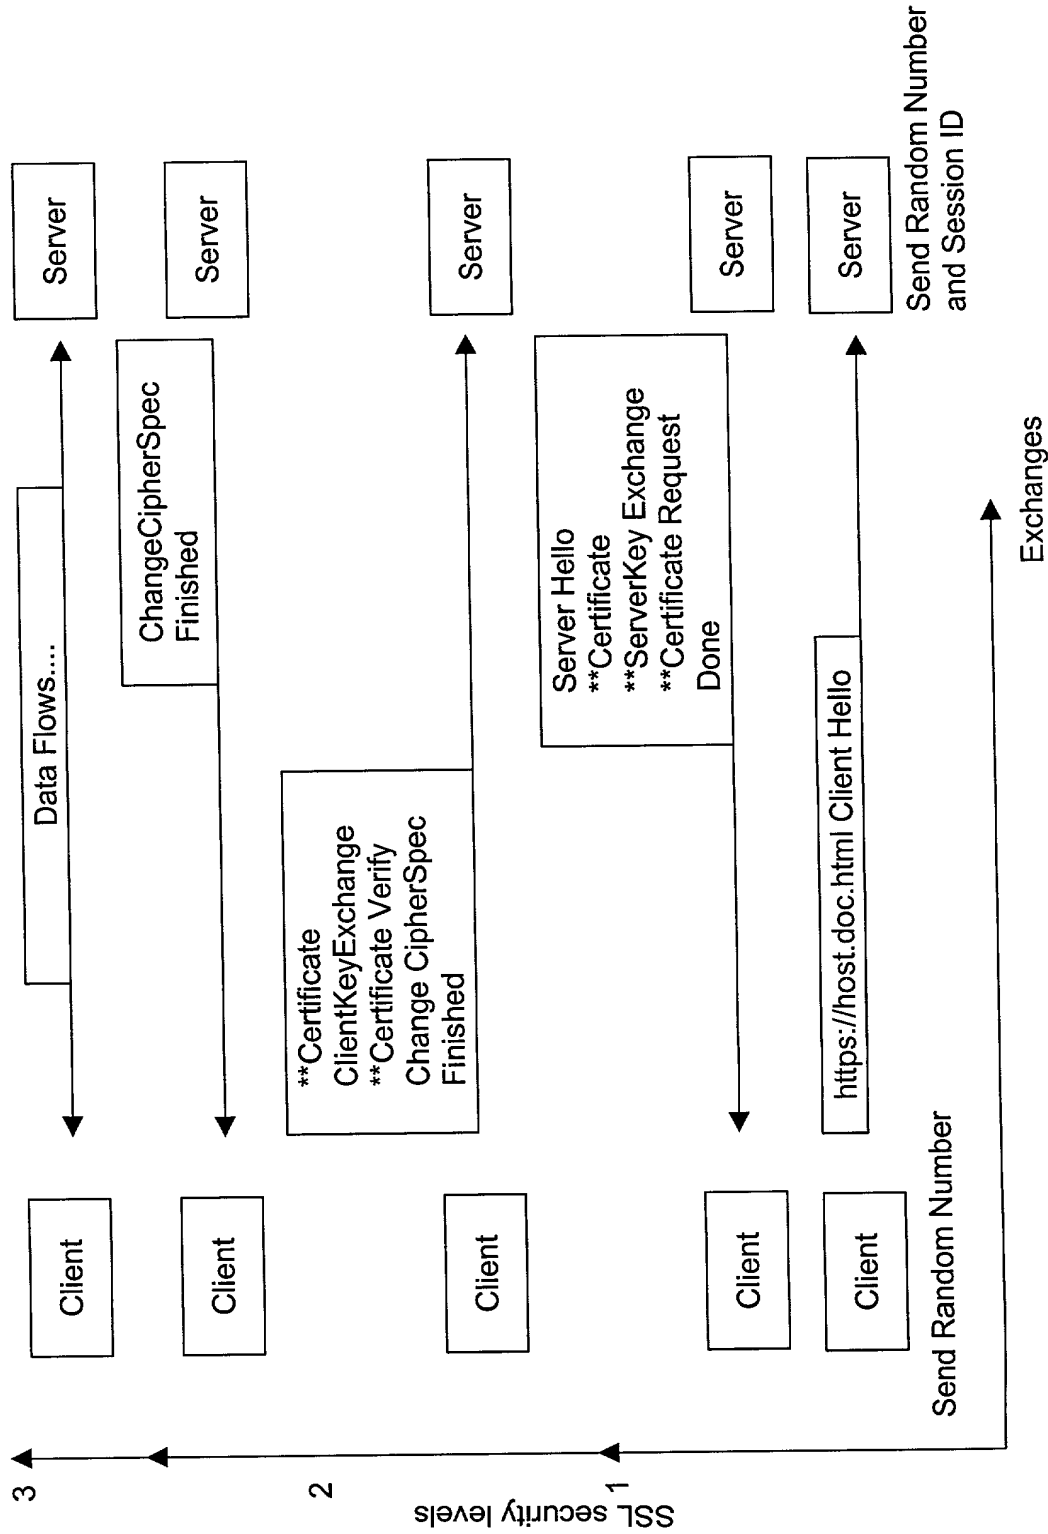 3
Client
Data Flows....
Server
Client
ChangeCipherSpec
Finished
Server
2
Client
**Certificate
ClientKeyExchange
**Certificate Verify
Change CipherSpec
Finished
Server
SSL security levels
1
Client
Server Hello
**Certificate
**ServerKey Exchange
**Certificate Request
Done
Server
Client
https://host.doc.html Client Hello
Server
Send Random Number
Send Random Number
and Session ID
Exchanges